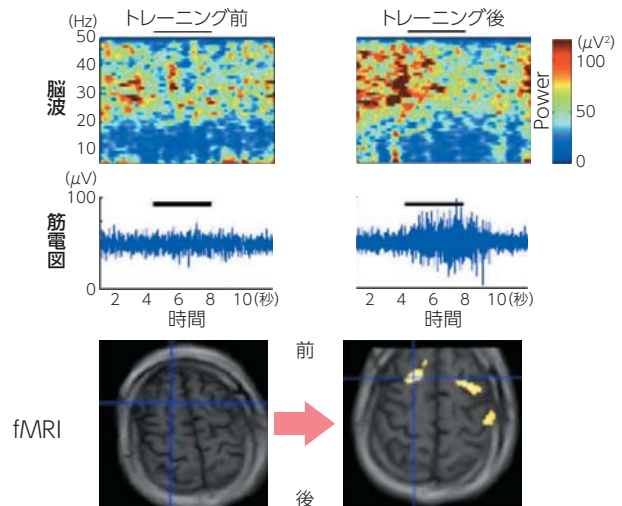 トレーニング前
トレーニング後
(Hz)
50
40
30
20
10
脳波
(μV²)
100
50
0
Power
(μV)
100
0
筋電図
2 4 6 8 10(秒)
時間
2 4 6 8 10(秒)
時間
fMRI
前
後